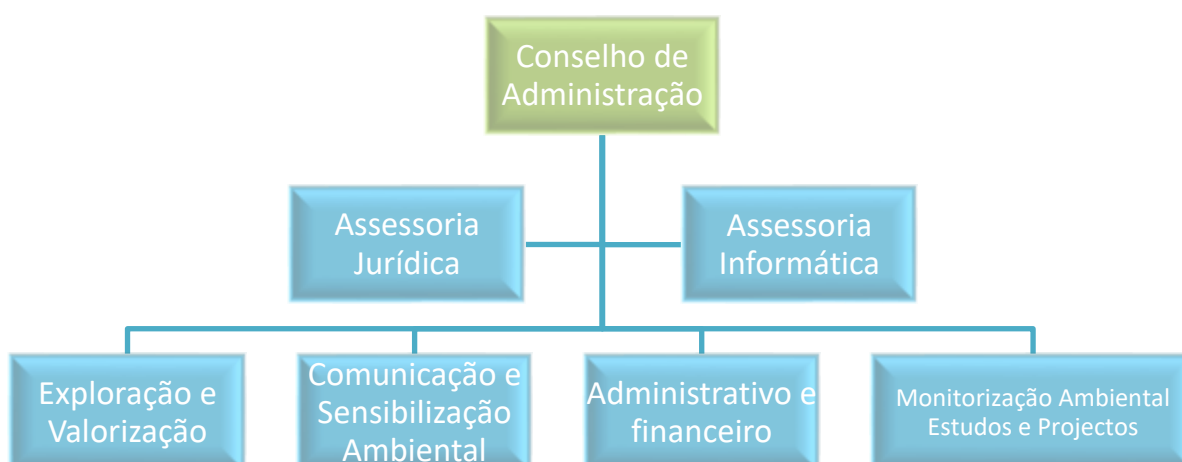 Conselho de
Administração
Assessoria
Jurídica
Assessoria
Informática
Exploração e
Valorização
Comunicação e
Sensibilização
Ambiental
Administrativo e
financeiro
Monitorização Ambiental
Estudos e Projectos